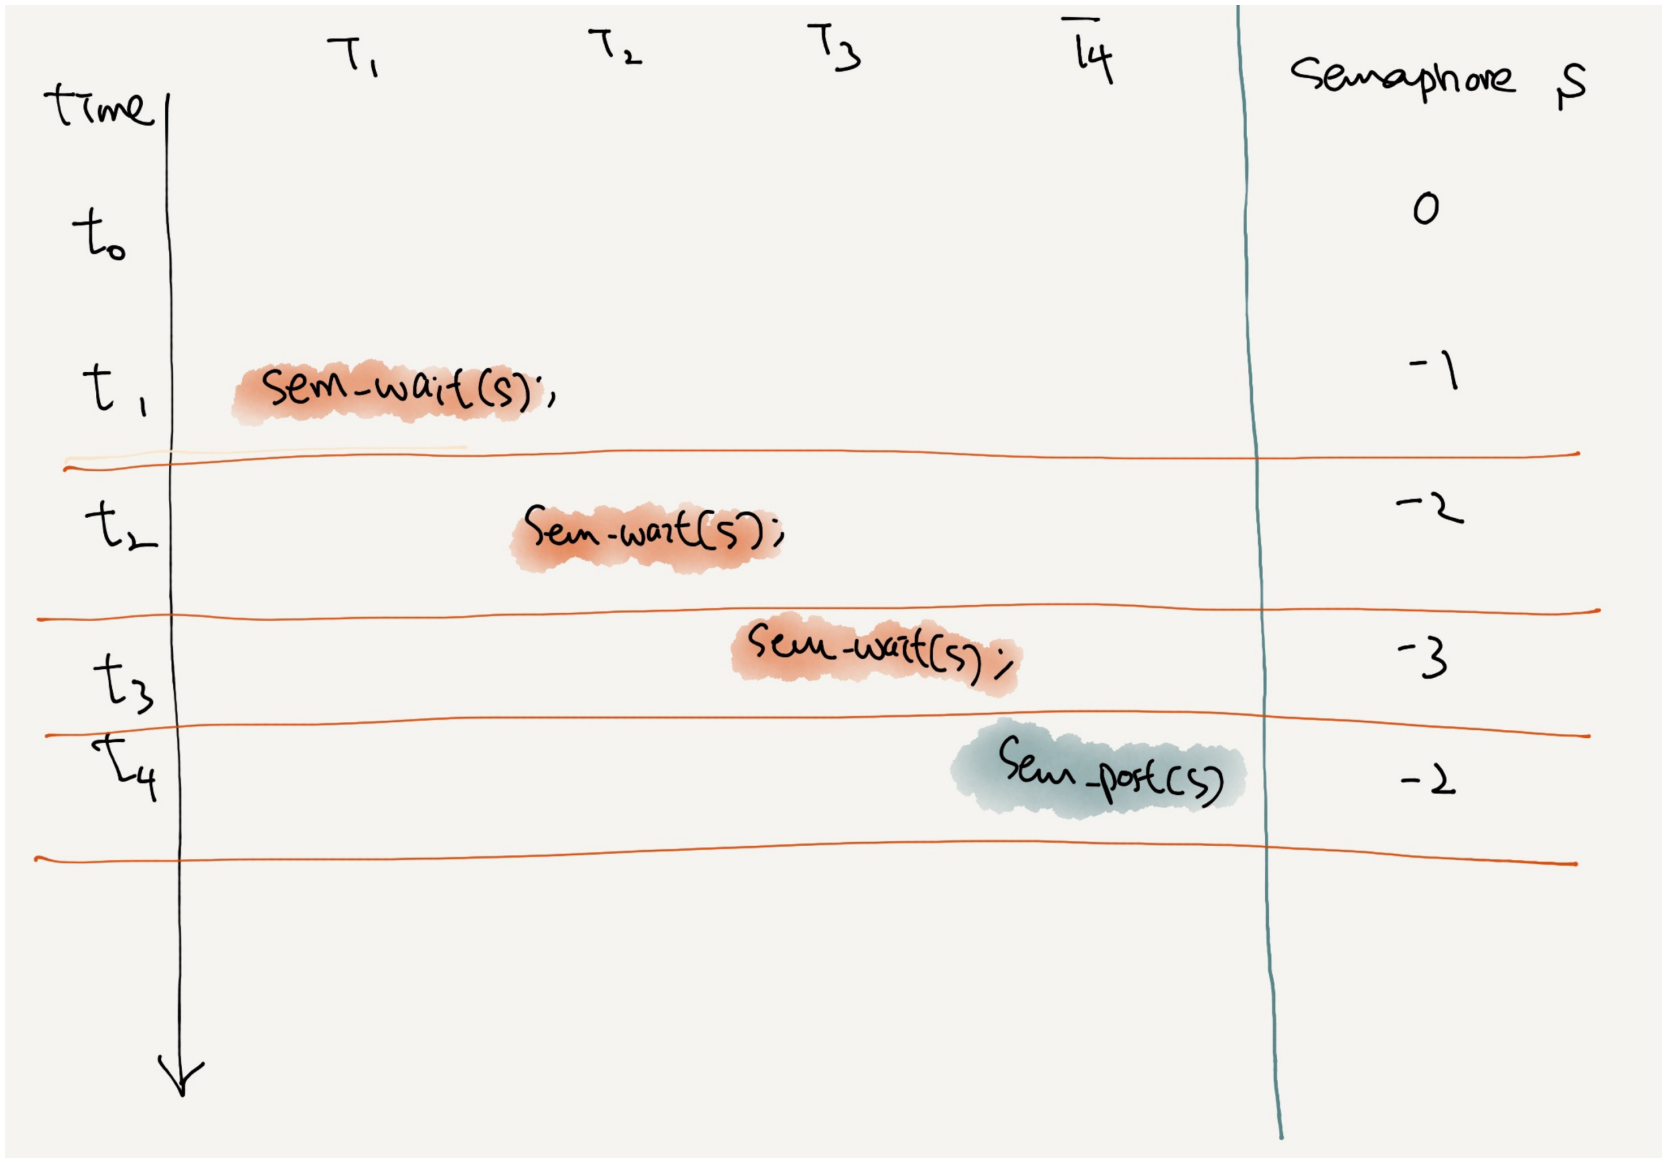 T1 T2 T3 T4 Semaphore S
time
t0 0
t1 sem-wait(s); -1
t2 Sem-wait(s); -2
t3 Sem-wait(s); -3
t4 Sem-post(s) -2